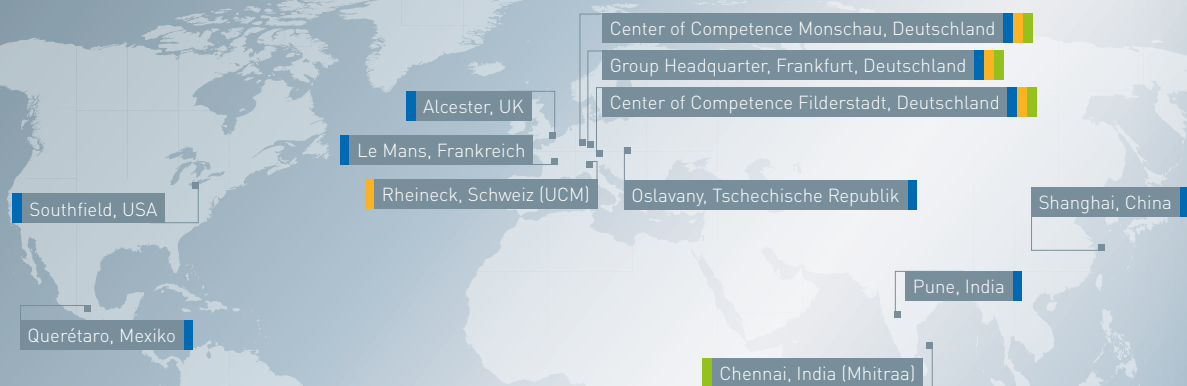 Center of Competence Monschau, Deutschland
Group Headquarter, Frankfurt, Deutschland
Center of Competence Filderstadt, Deutschland
Alcester, UK
Le Mans, Frankreich
Rheineck, Schweiz (UCM)
Oslavany, Tschechische Republik
Southfield, USA
Shanghai, China
Pune, India
Querétaro, Mexiko
Chennai, India (Mhitraa)